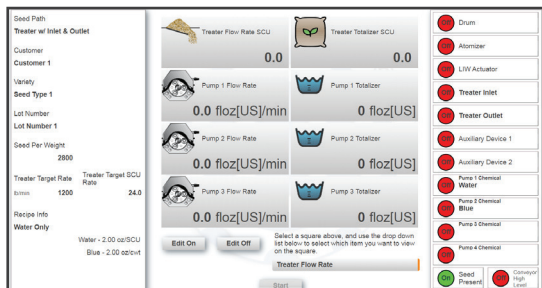 Seed Path
Treater w/ Inlet & Outlet
Customer
Customer 1
Variety
Seed Type 1
Lot Number
Lot Number 1
Seed Per Weight
2800
Treater Target Rate
Treater Target SCU
Rate
lb/min
1200
24.0
Recipe Info
Water Only
Water - 2.00 oz/SCU
Blue - 2.00 oz/cwt
Treater Flow Rate SCU
0.0
Treater Totalizer SCU
0.0
Pump 1 Flow Rate
0.0 floz[US]/min
Pump 1 Totalizer
0 floz[US]
Pump 2 Flow Rate
0.0 floz[US]/min
Pump 2 Totalizer
0 floz[US]
Pump 3 Flow Rate
0.0 floz[US]/min
Pump 3 Totalizer
0 floz[US]
Edit On
Edit Off
Select a square above, and use the drop down
list below to select which item you want to view
on the square.
Treater Flow Rate
Start
Off Drum
Off Atomizer
Off LIW Actuator
Off Treater Inlet
Off Treater Outlet
Off Auxiliary Device 1
Off Auxiliary Device 2
Pump 1 Chemical
Off Water
Pump 2 Chemical
Off Blue
Pump 3 Chemical
Off
Pump 4 Chemical
Off
On Seed
Present
Off Conveyor
High
Level